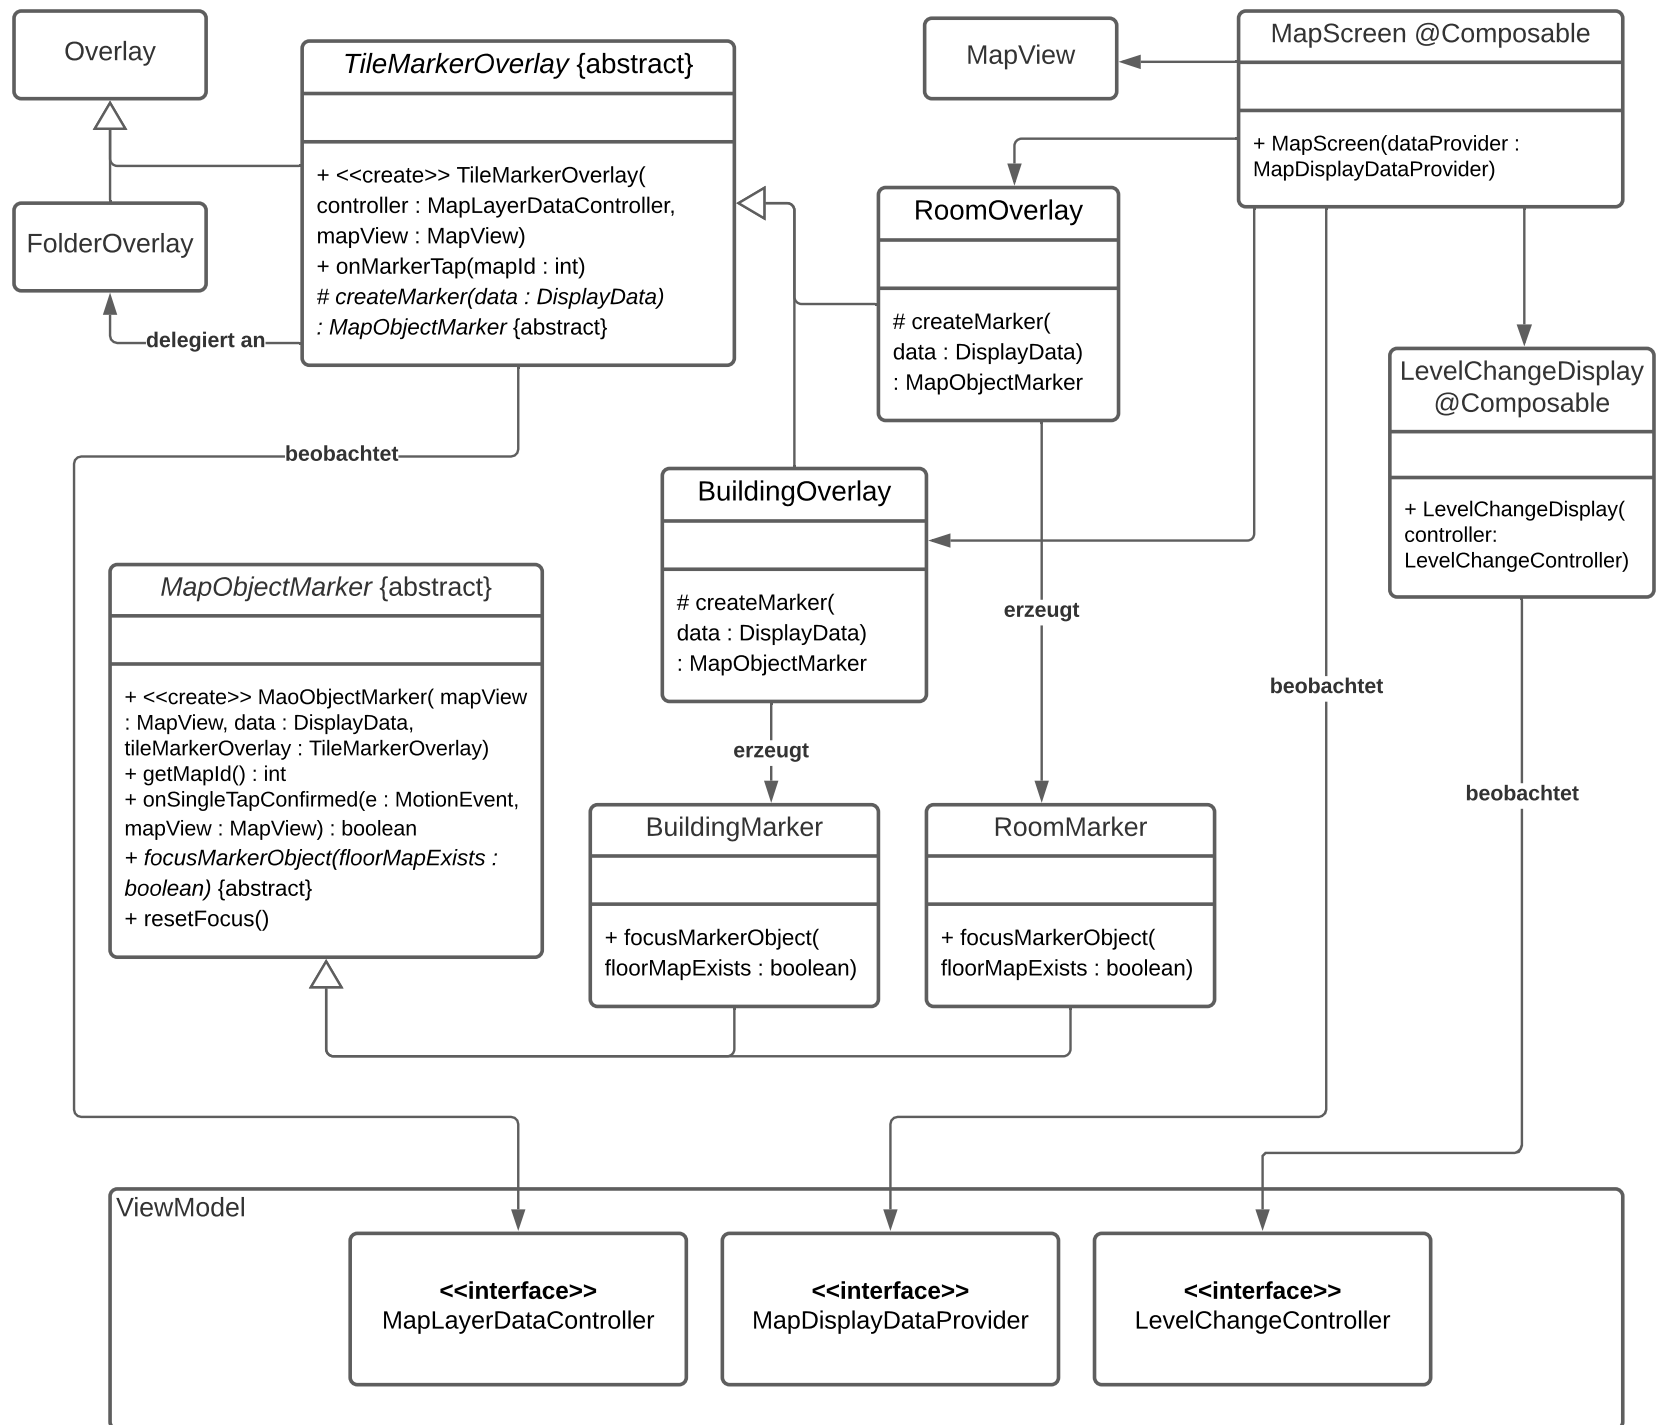 Overlay
TileMarkerOverlay {abstract}
+ <<create>> TileMarkerOverlay(
controller : MapLayerDataController,
mapView : MapView)
+ onMarkerTap(mapId : int)
# createMarker(data : DisplayData)
: MapObjectMarker {abstract}
MapView
MapScreen @Composable
+ MapScreen(dataProvider :
MapDisplayDataProvider)
FolderOverlay
delegiert an
RoomOverlay
# createMarker(
data : DisplayData)
: MapObjectMarker
LevelChangeDisplay
@Composable
+ LevelChangeDisplay(
controller:
LevelChangeController)
beobachtet
BuildingOverlay
# createMarker(
data : DisplayData)
: MapObjectMarker
erzeugt
MapObjectMarker {abstract}
+ <<create>> MaoObjectMarker( mapView
: MapView, data : DisplayData,
tileMarkerOverlay : TileMarkerOverlay)
+ getMapId() : int
+ onSingleTapConfirmed(e : MotionEvent,
mapView : MapView) : boolean
+ focusMarkerObject(floorMapExists :
boolean) {abstract}
+ resetFocus()
erzeugt
beobachtet
beobachtet
BuildingMarker
+ focusMarkerObject(
floorMapExists : boolean)
RoomMarker
+ focusMarkerObject(
floorMapExists : boolean)
ViewModel
<<interface>>
MapLayerDataController
<<interface>>
MapDisplayDataProvider
<<interface>>
LevelChangeController